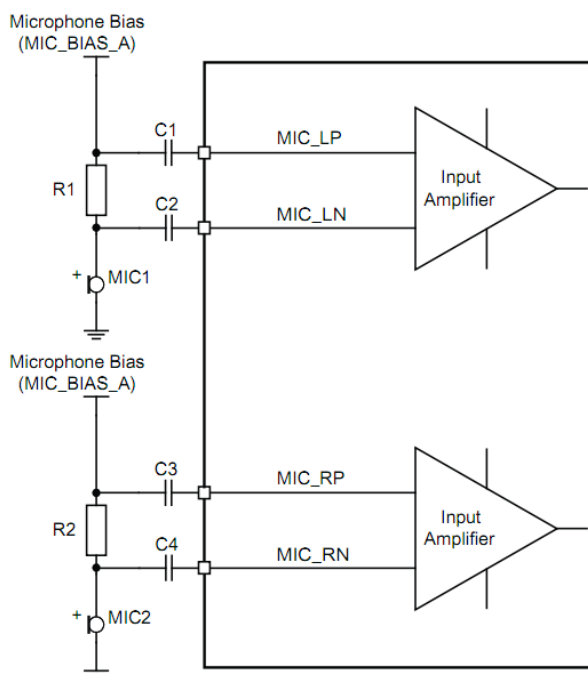 Microphone Bias
(MIC_BIAS_A)
C1
MIC_LP
R1
Input
Amplifier
C2
MIC_LN
+
MIC1
Microphone Bias
(MIC_BIAS_A)
C3
MIC_RP
R2
Input
Amplifier
C4
MIC_RN
+
MIC2